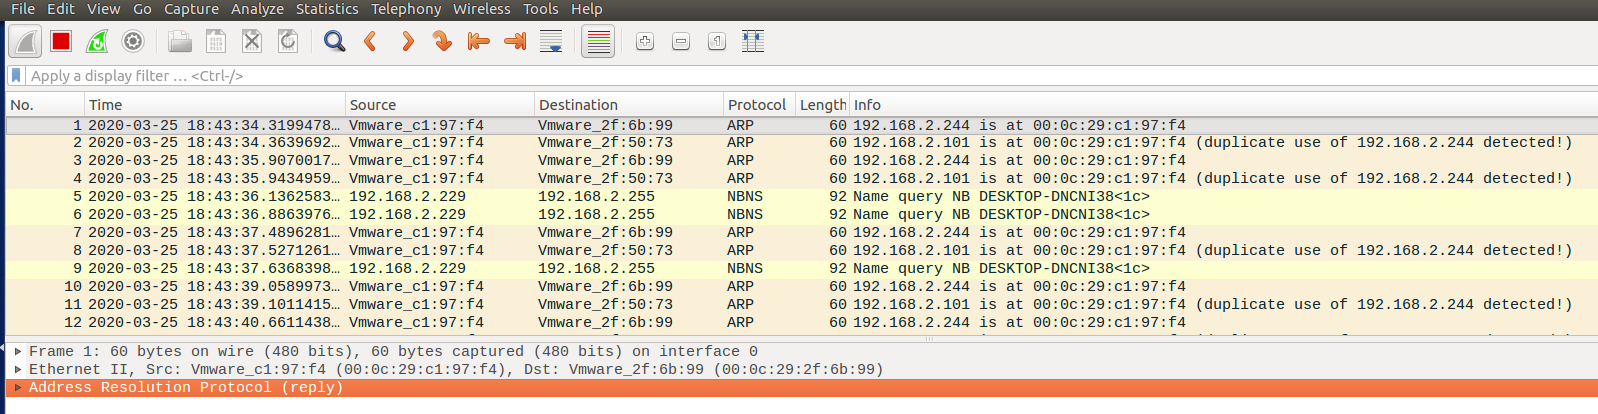 File Edit View Go Capture Analyze Statistics Telephony Wireless Tools Help
Apply a display filter … <Ctrl-/>
No. Time Source Destination Protocol Length Info
1 2020-03-25 18:43:34.3199478… Vmware_c1:97:f4 Vmware_2f:6b:99 ARP 60 192.168.2.244 is at 00:0c:29:c1:97:f4
2 2020-03-25 18:43:34.3639692… Vmware_c1:97:f4 Vmware_2f:50:73 ARP 60 192.168.2.101 is at 00:0c:29:c1:97:f4 (duplicate use of 192.168.2.244 detected!)
3 2020-03-25 18:43:35.9070017… Vmware_c1:97:f4 Vmware_2f:6b:99 ARP 60 192.168.2.244 is at 00:0c:29:c1:97:f4
4 2020-03-25 18:43:35.9434959… Vmware_c1:97:f4 Vmware_2f:50:73 ARP 60 192.168.2.101 is at 00:0c:29:c1:97:f4 (duplicate use of 192.168.2.244 detected!)
5 2020-03-25 18:43:36.1362583… 192.168.2.229 192.168.2.255 NBNS 92 Name query NB DESKTOP-DNCNI38<1c>
6 2020-03-25 18:43:36.8863976… 192.168.2.229 192.168.2.255 NBNS 92 Name query NB DESKTOP-DNCNI38<1c>
7 2020-03-25 18:43:37.4896281… Vmware_c1:97:f4 Vmware_2f:6b:99 ARP 60 192.168.2.244 is at 00:0c:29:c1:97:f4
8 2020-03-25 18:43:37.5271261… Vmware_c1:97:f4 Vmware_2f:50:73 ARP 60 192.168.2.101 is at 00:0c:29:c1:97:f4 (duplicate use of 192.168.2.244 detected!)
9 2020-03-25 18:43:37.6368398… 192.168.2.229 192.168.2.255 NBNS 92 Name query NB DESKTOP-DNCNI38<1c>
10 2020-03-25 18:43:39.0589973… Vmware_c1:97:f4 Vmware_2f:6b:99 ARP 60 192.168.2.244 is at 00:0c:29:c1:97:f4
11 2020-03-25 18:43:39.1011415… Vmware_c1:97:f4 Vmware_2f:50:73 ARP 60 192.168.2.101 is at 00:0c:29:c1:97:f4 (duplicate use of 192.168.2.244 detected!)
12 2020-03-25 18:43:40.6611438… Vmware_c1:97:f4 Vmware_2f:6b:99 ARP 60 192.168.2.244 is at 00:0c:29:c1:97:f4
Frame 1: 60 bytes on wire (480 bits), 60 bytes captured (480 bits) on interface 0
Ethernet II, Src: Vmware_c1:97:f4 (00:0c:29:c1:97:f4), Dst: Vmware_2f:6b:99 (00:0c:29:2f:6b:99)
Address Resolution Protocol (reply)